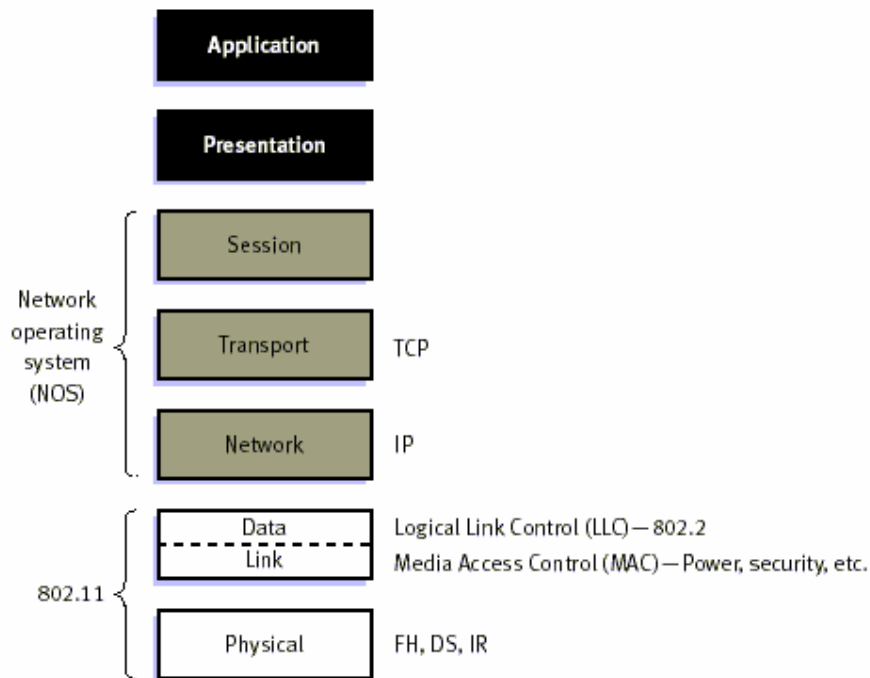 Application
Presentation
Session
Network
operating
system
(NOS)
Transport
TCP
Network
IP
Data
Logical Link Control (LLC)—802.2
Link
Media Access Control (MAC)—Power, security, etc.
802.11
Physical
FH, DS, IR